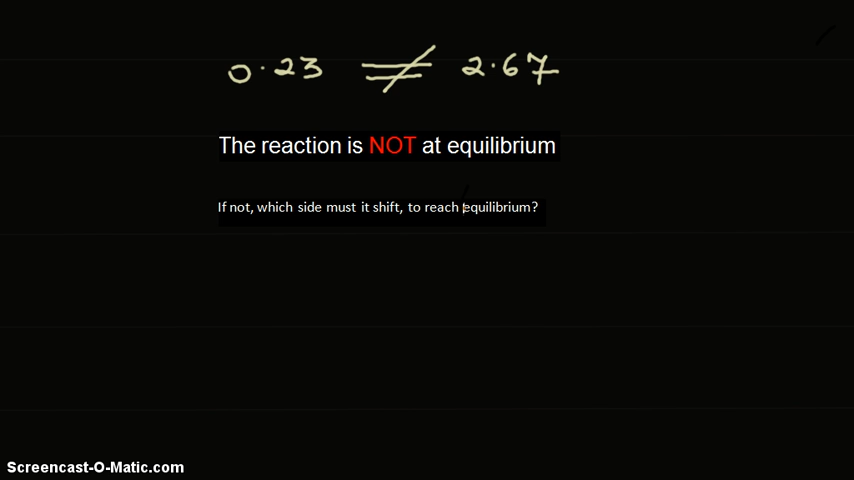 0.23 ≠ 2.67
The reaction is NOT at equilibrium
If not, which side must it shift, to reach equilibrium?
Screencast-O-Matic.com